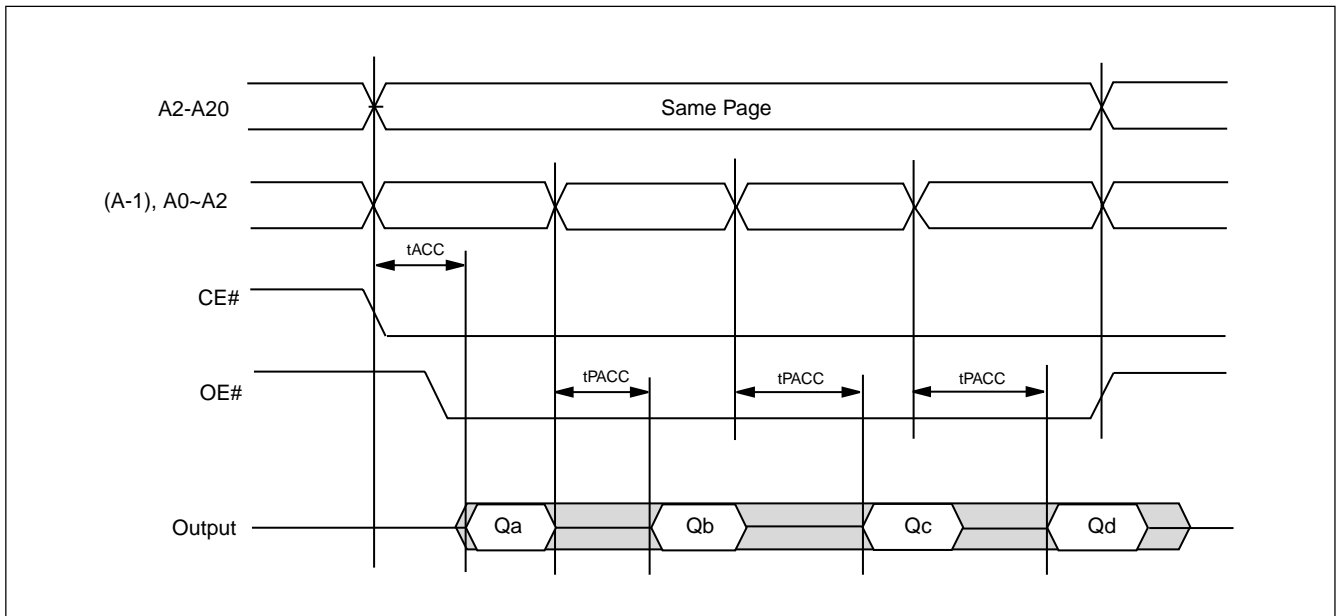 A2-A20
Same Page
(A-1), A0~A2
tACC
CE#
OE#
tPACC
tPACC
tPACC
Output
Qa
Qb
Qc
Qd